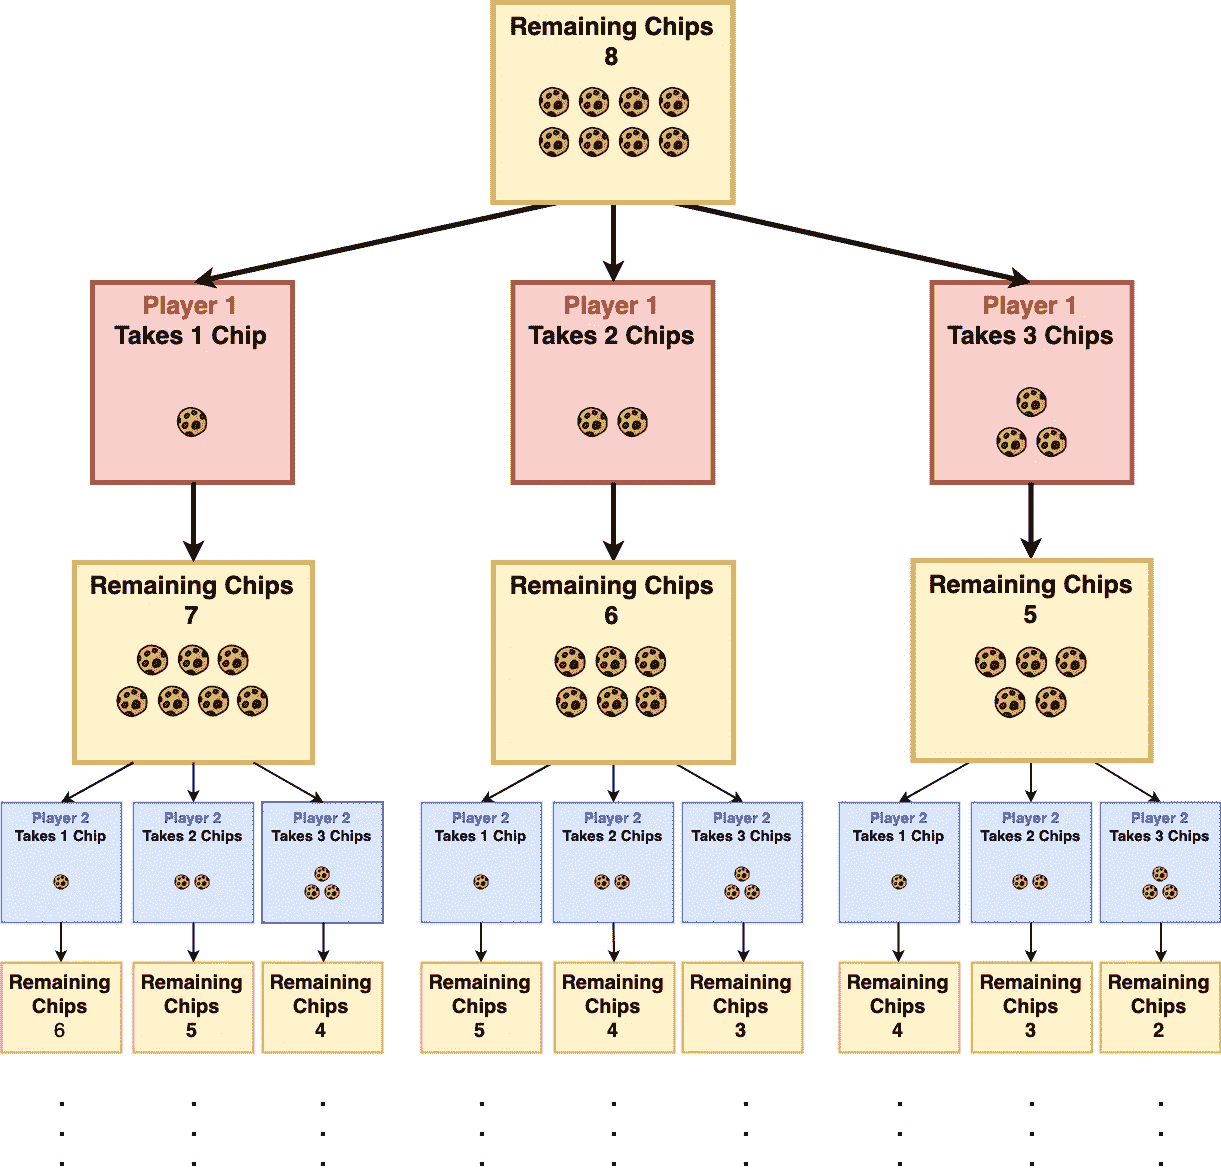 Remaining Chips
8
Player 1
Takes 1 Chip
Player 1
Takes 2 Chips
Player 1
Takes 3 Chips
Remaining Chips
7
Remaining Chips
6
Remaining Chips
5
Player 2
Takes 1 Chip
Player 2
Takes 2 Chips
Player 2
Takes 3 Chips
Player 2
Takes 1 Chip
Player 2
Takes 2 Chips
Player 2
Takes 3 Chips
Player 2
Takes 1 Chip
Player 2
Takes 2 Chips
Player 2
Takes 3 Chips
Remaining
Chips
6
Remaining
Chips
5
Remaining
Chips
4
Remaining
Chips
5
Remaining
Chips
4
Remaining
Chips
3
Remaining
Chips
4
Remaining
Chips
3
Remaining
Chips
2